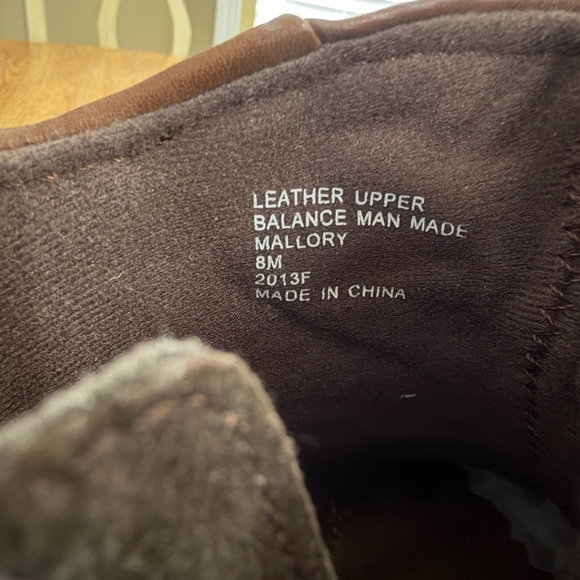 LEATHER UPPER
BALANCE MAN MADE
MALLORY
8M
2013F
MADE IN CHINA